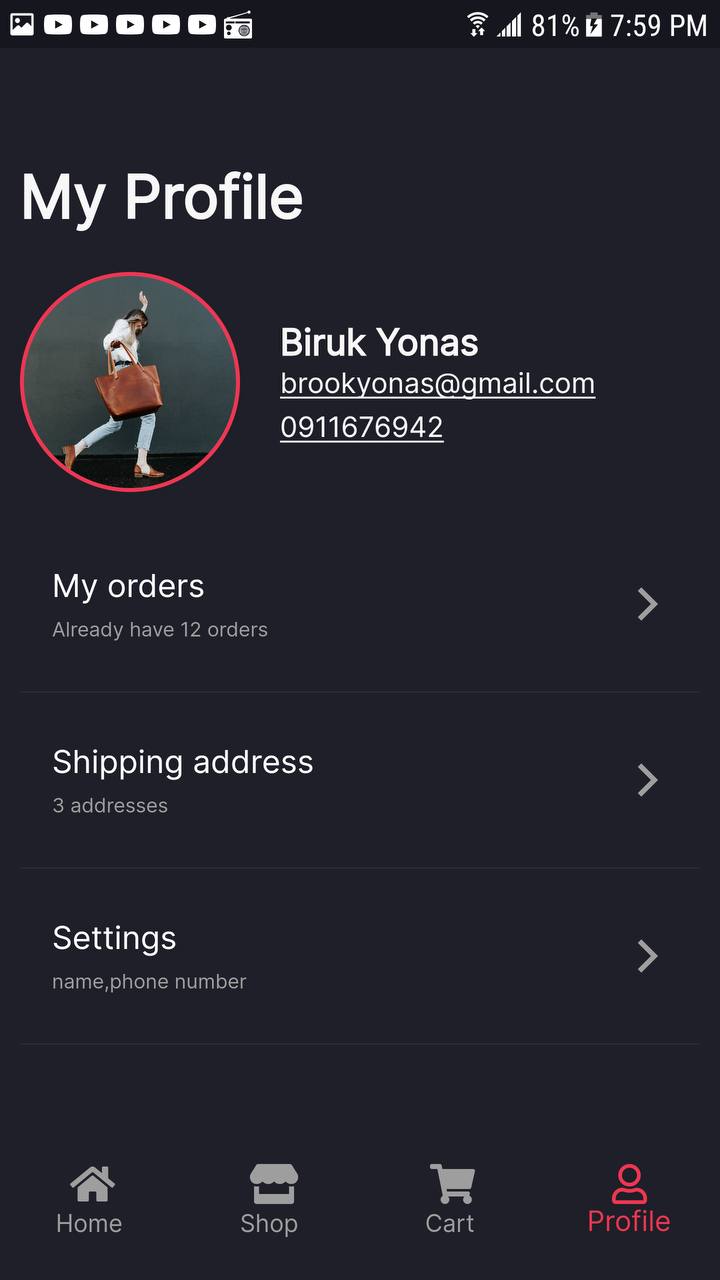 81% 7:59 PM
My Profile
Biruk Yonas
brookyonas@gmail.com
0911676942
My orders
Already have 12 orders
Shipping address
3 addresses
Settings
name,phone number
Home Shop Cart Profile